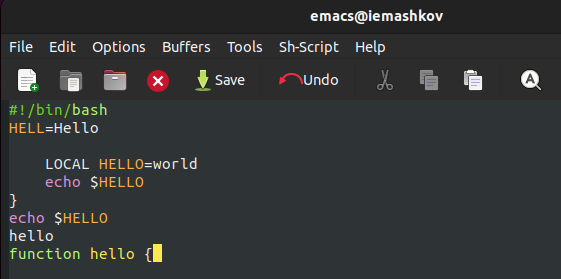 emacs@iemashkov
File Edit Options Buffers Tools Sh-Script Help
Save Undo
#!/bin/bash
HELL=Hello
LOCAL HELLO=world
echo $HELLO
}
echo $HELLO
hello
function hello {